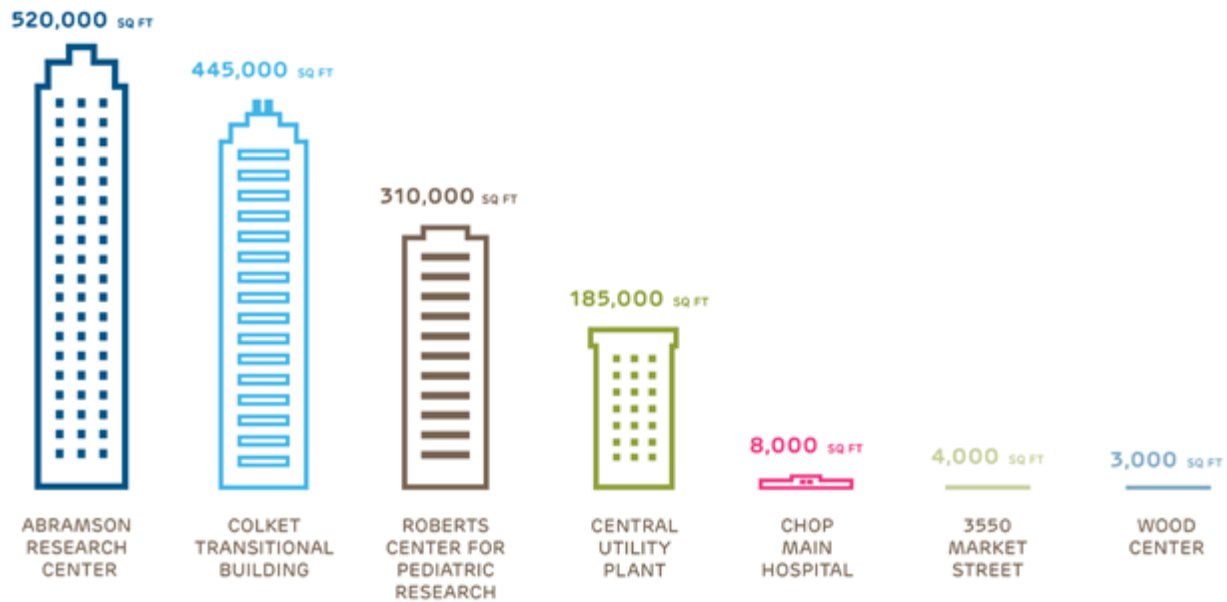 520,000 SQ FT
445,000 SQ FT
310,000 SQ FT
185,000 SQ FT
8,000 SQ FT
4,000 SQ FT
3,000 SQ FT
ABRAMSON
RESEARCH
CENTER
COLKET
TRANSITIONAL
BUILDING
ROBERTS
CENTER FOR
PEDIATRIC
RESEARCH
CENTRAL
UTILITY
PLANT
CHOP
MAIN
HOSPITAL
3550
MARKET
STREET
WOOD
CENTER